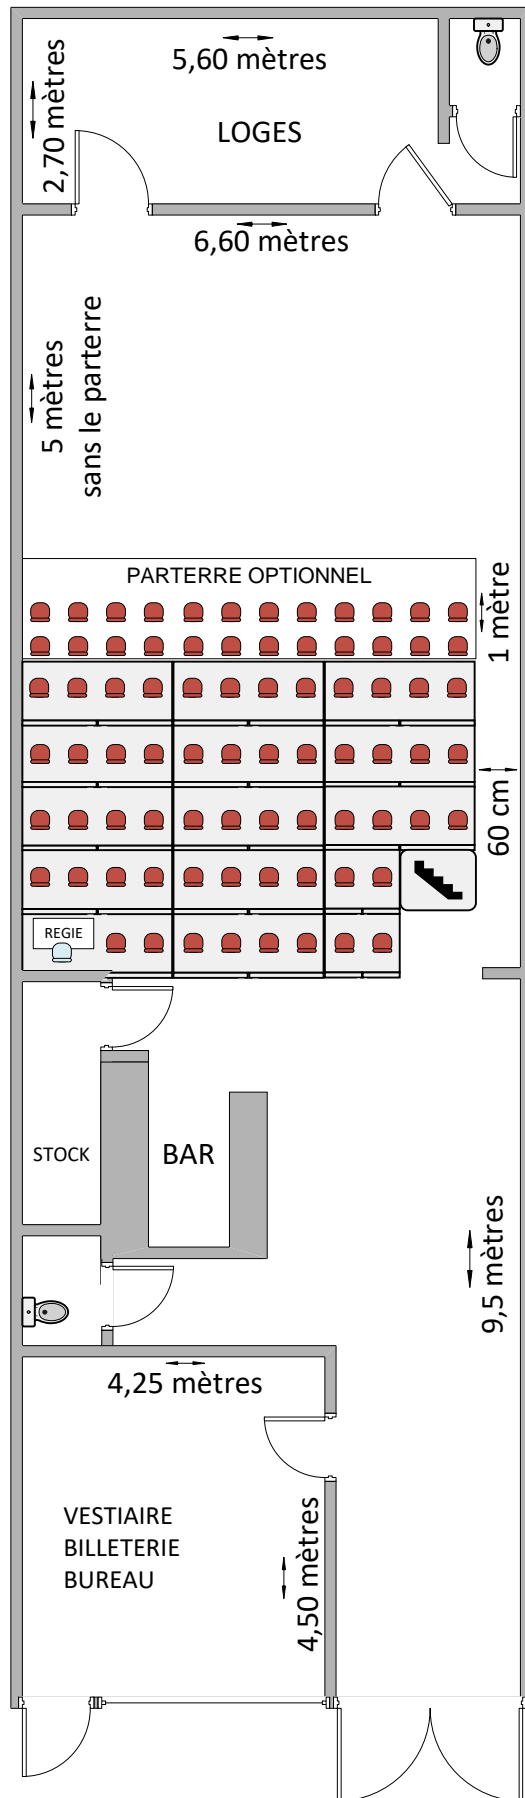 5,60 mètres
2,70 mètres
LOGES
6,60 mètres
5 mètres
sans le parterre
PARTERRE OPTIONNEL
1 mètre
60 cm
REGIE
STOCK
BAR
9,5 mètres
4,25 mètres
VESTIAIRE
BILLETERIE
BUREAU
4,50 mètres